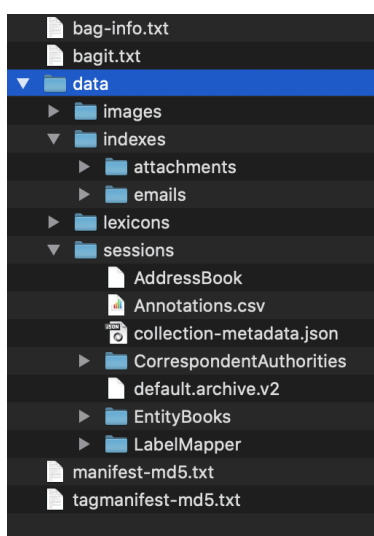 bag-info.txt
bagit.txt
data
images
indexes
attachments
emails
lexicons
sessions
AddressBook
Annotations.csv
collection-metadata.json
CorrespondentAuthorities
default.archive.v2
EntityBooks
LabelMapper
manifest-md5.txt
tagmanifest-md5.txt